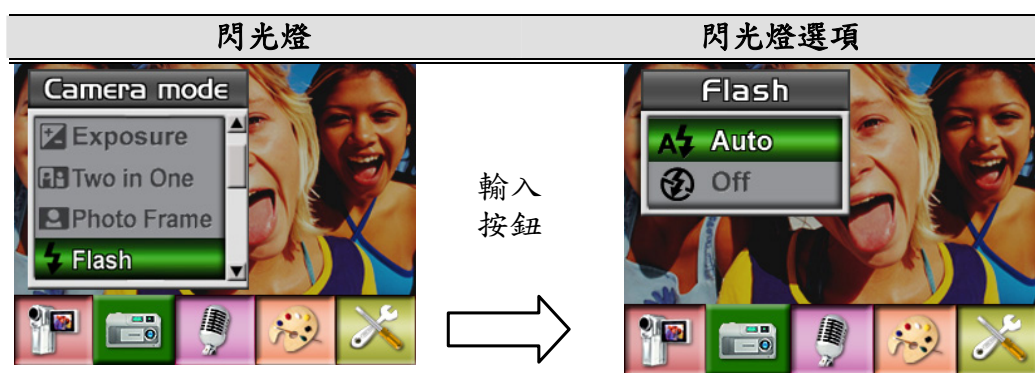 閃光燈
閃光燈選項
Camera mode
Exposure
Two in One
Photo Frame
Flash
輸入
按鈕
Flash
A Auto
Off